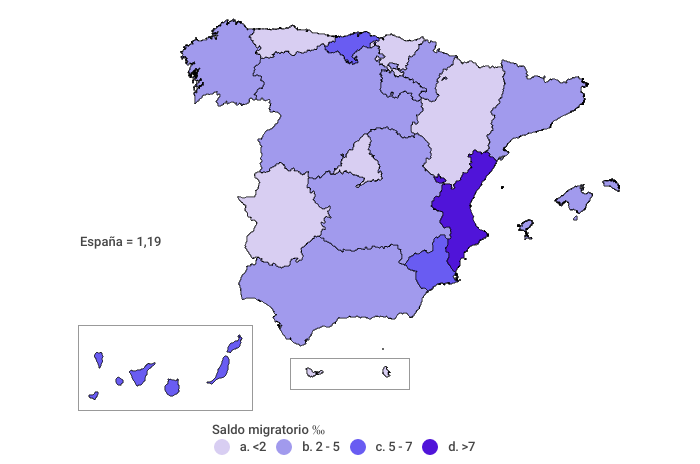 España = 1,19
Saldo migratorio ‰
a. <2 b. 2 - 5 c. 5 - 7 d. >7